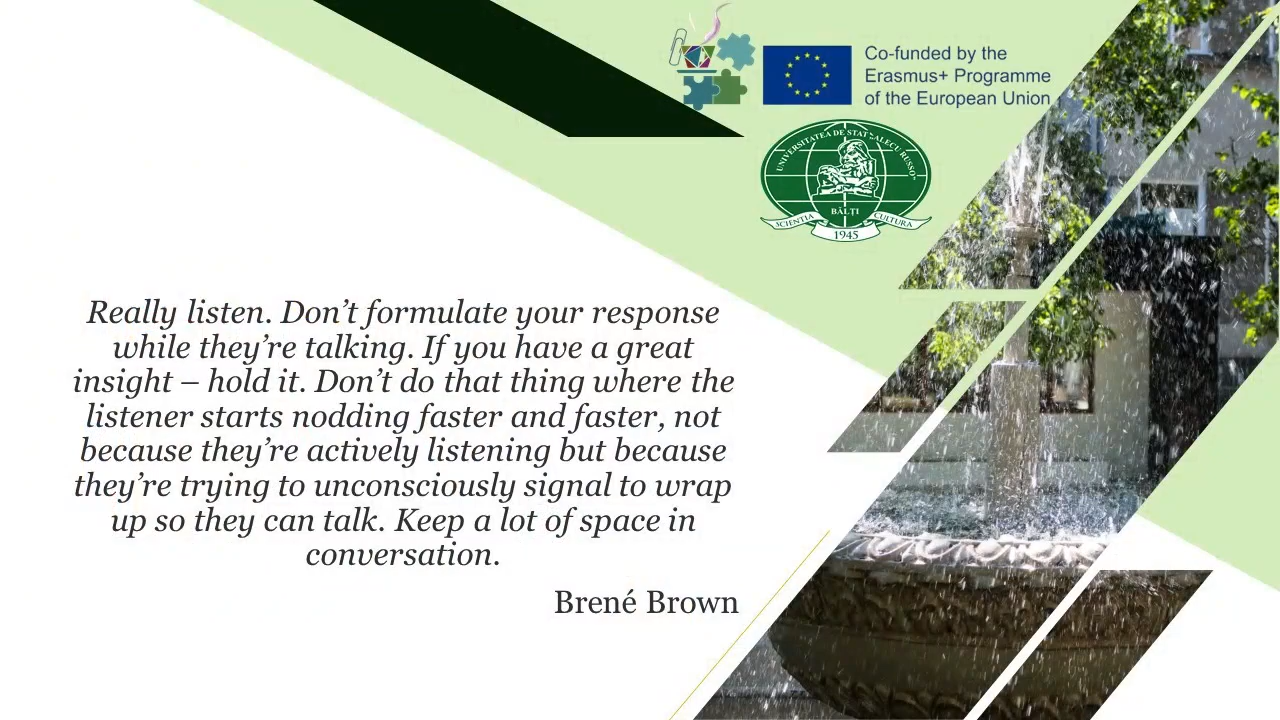 Co-funded by the
Erasmus+ Programme
of the European Union
UNIVERSITATEA DE STAT „ALECU RUSSO”
BĂLŢI
SCIENTIA
CULTURA
1945
Really listen. Don’t formulate your response
while they’re talking. If you have a great
insight – hold it. Don’t do that thing where the
listener starts nodding faster and faster, not
because they’re actively listening but because
they’re trying to unconsciously signal to wrap
up so they can talk. Keep a lot of space in
conversation.
Brené Brown